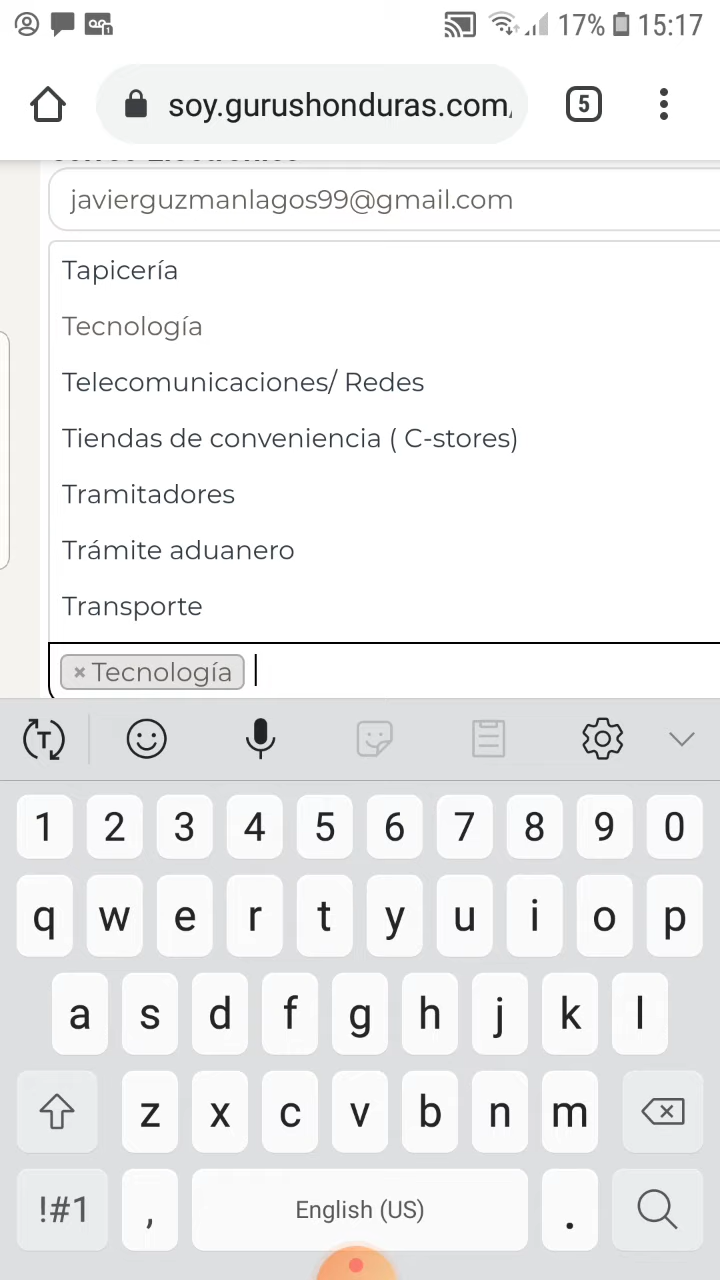 17% 15:17
soy.gurushonduras.com/
5
javierguzmanlagos99@gmail.com
Tapicería
Tecnología
Telecomunicaciones/ Redes
Tiendas de conveniencia ( C-stores)
Tramitadores
Trámite aduanero
Transporte
× Tecnología
1 2 3 4 5 6 7 8 9 0
q w e r t y u i o p
a s d f g h j k l
z x c v b n m
!#1 , English (US) .